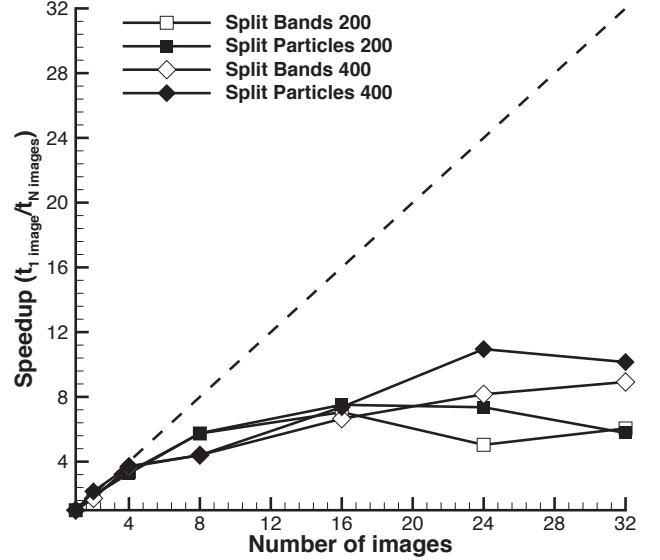 32
28
24
20
16
12
8
4
Speedup (t1 image/tN images)
Split Bands 200
Split Particles 200
Split Bands 400
Split Particles 400
4 8 12 16 20 24 28 32
Number of images